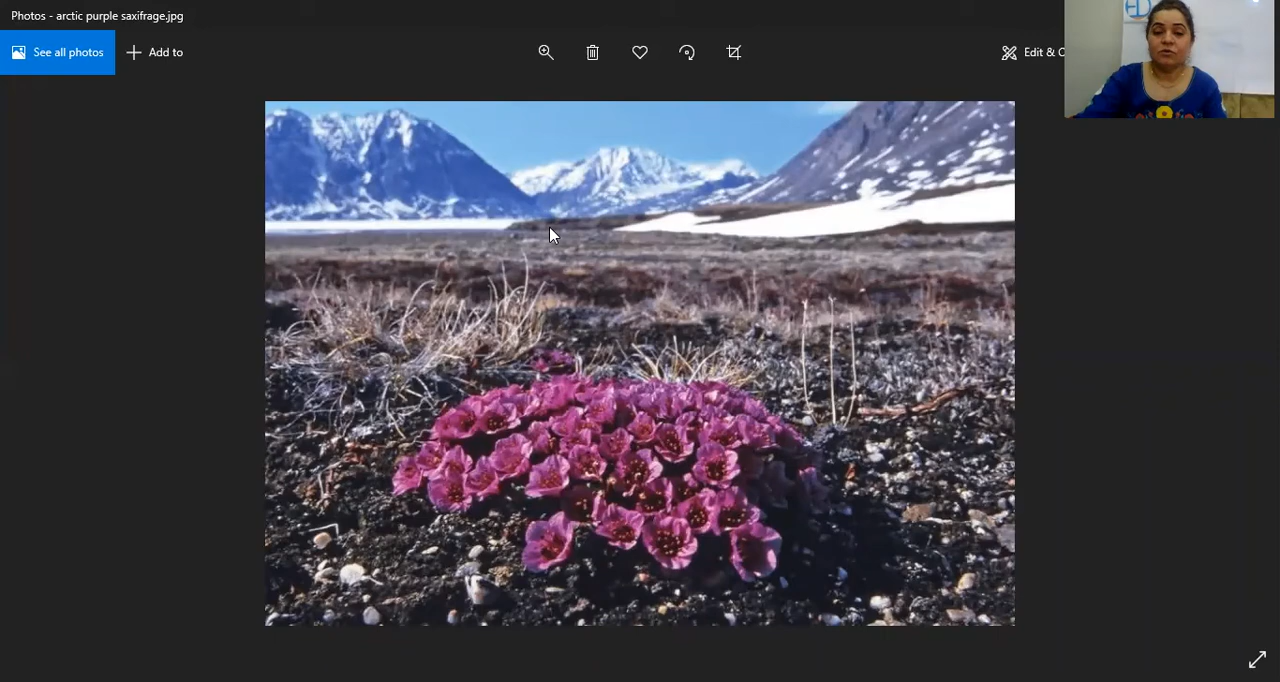 Photos - arctic purple saxifrage.jpg
See all photos
Add to
Edit & C